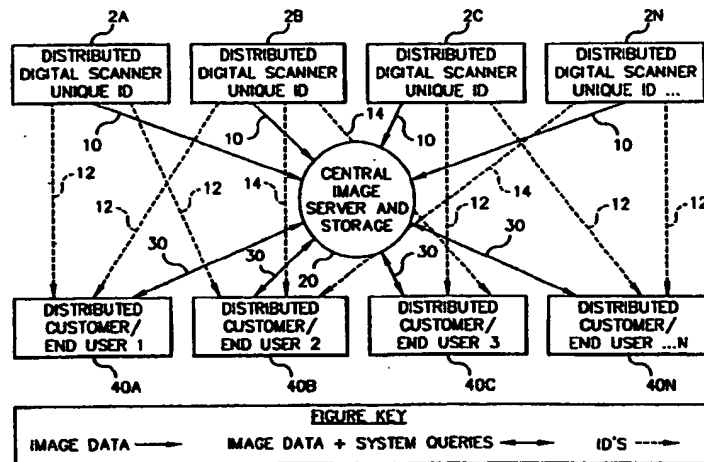 2A 2B 2C 2N
DISTRIBUTED
DIGITAL SCANNER
UNIQUE ID
DISTRIBUTED
DIGITAL SCANNER
UNIQUE ID
DISTRIBUTED
DIGITAL SCANNER
UNIQUE ID
DISTRIBUTED
DIGITAL SCANNER
UNIQUE ID ...
10 10 14 10 10
12 12 12 14 12 14 12 12
CENTRAL
IMAGE
SERVER AND
STORAGE
30 30 30 30
20
DISTRIBUTED
CUSTOMER/
END USER 1
DISTRIBUTED
CUSTOMER/
END USER 2
DISTRIBUTED
CUSTOMER/
END USER 3
DISTRIBUTED
CUSTOMER/
END USER ...N
40A 40B 40C 40N
FIGURE KEY
IMAGE DATA IMAGE DATA + SYSTEM QUERIES ID'S